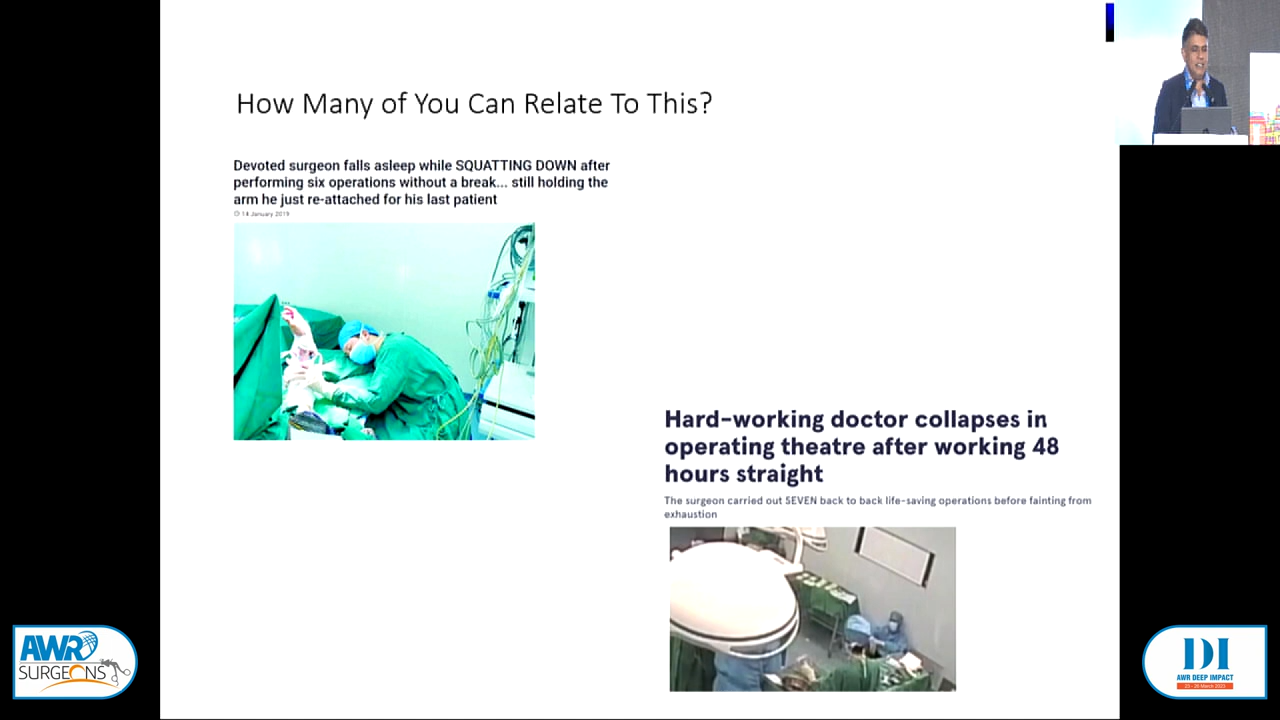 How Many of You Can Relate To This?
Devoted surgeon falls asleep while SQUATTING DOWN after
performing six operations without a break... still holding the
arm he just re-attached for his last patient
14 January 2019
Hard-working doctor collapses in
operating theatre after working 48
hours straight
The surgeon carried out SEVEN back to back life-saving operations before fainting from
exhaustion
AWR
SURGEONS
DI
AWR DEEP IMPACT
March 2023